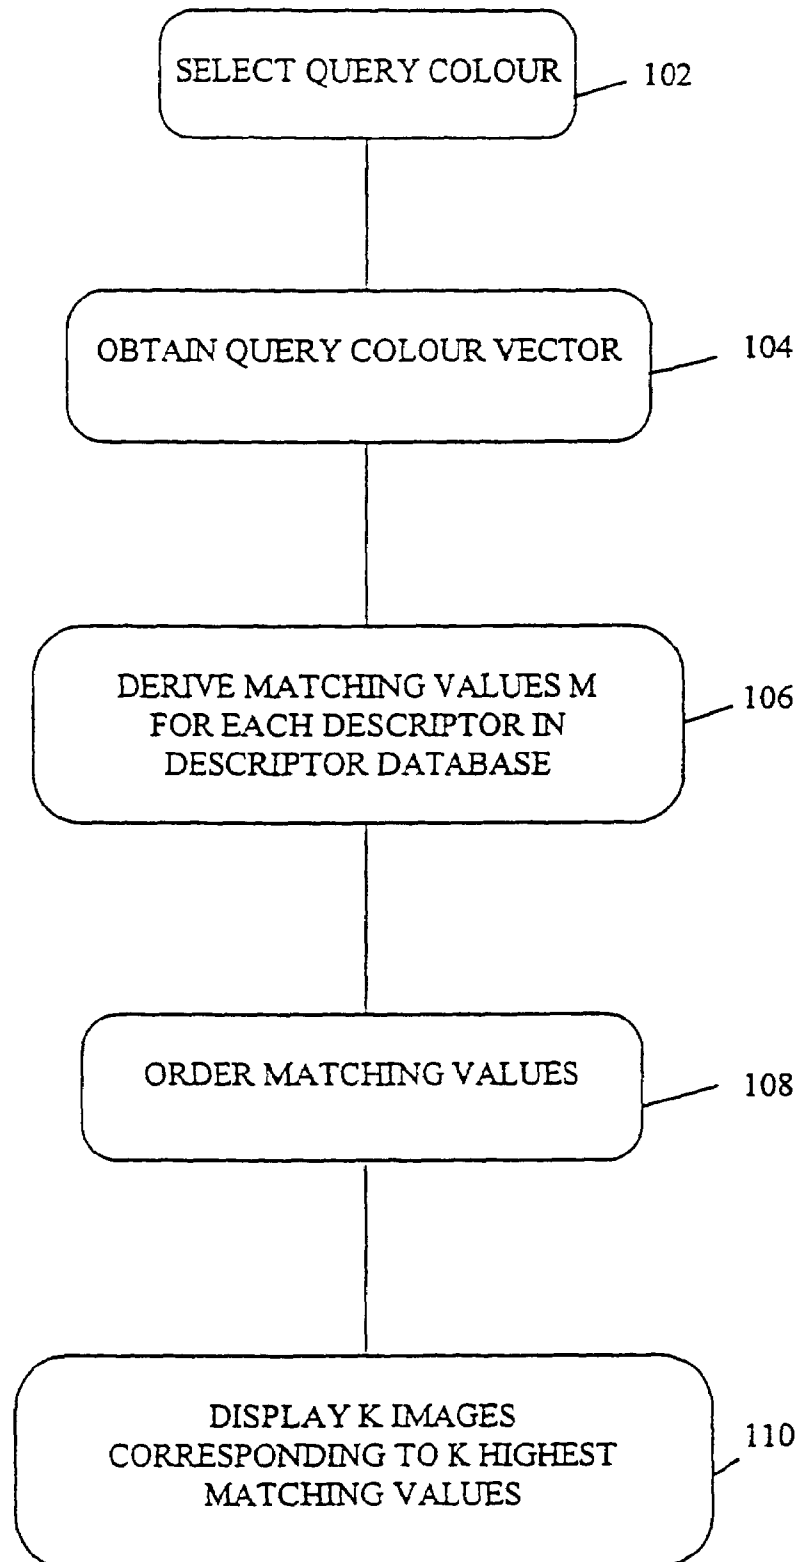 SELECT QUERY COLOUR
102
OBTAIN QUERY COLOUR VECTOR
104
DERIVE MATCHING VALUES M
FOR EACH DESCRIPTOR IN
DESCRIPTOR DATABASE
106
ORDER MATCHING VALUES
108
DISPLAY K IMAGES
CORRESPONDING TO K HIGHEST
MATCHING VALUES
110